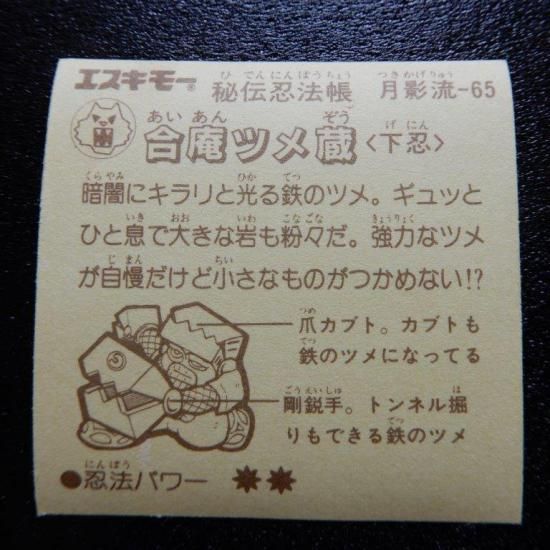 エスキモー® 秘伝忍法帳 月影流-65
合庵ツメ蔵〈下忍〉
暗闇にキラリと光る鉄のツメ。ギュッと
ひと息で大きな岩も粉々だ。強力なツメ
が自慢だけど小さなものがつかめない!?
爪カブト。カブトも
鉄のツメになってる
剛鋭手。トンネル掘
りもできる鉄のツメ
●忍法パワー